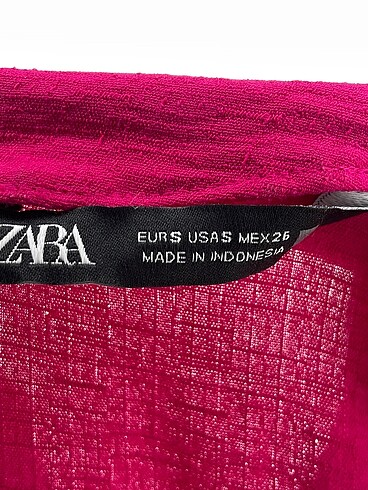 ZARA
EUR S USA S MEX 26
MADE IN INDONESIA